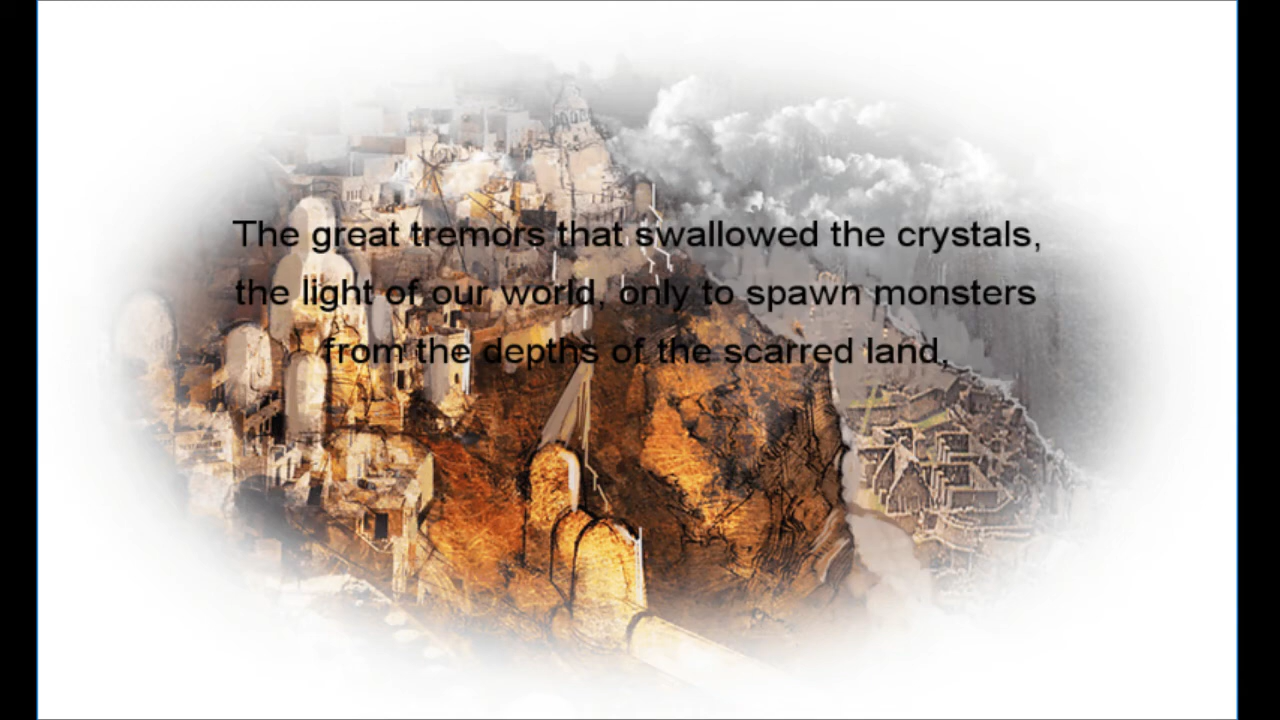 The great tremors that swallowed the crystals,
the light of our world, only to spawn monsters
from the depths of the scarred land,